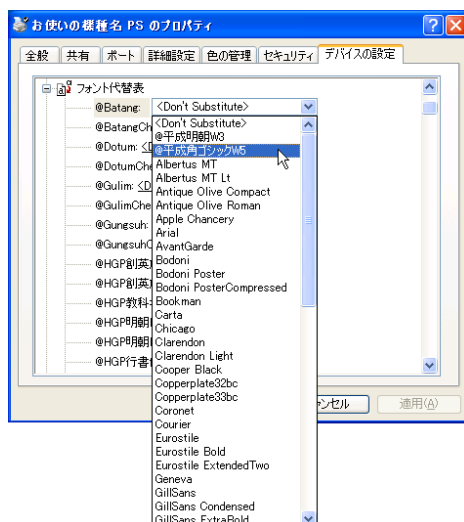 お使いの機種名 PS のプロパティ
全般 共有 ポート 詳細設定 色の管理 セキュリティ デバイスの設定
フォント代替表
@Batang: <Don't Substitute>
@BatangCh
@Dotum: <D
@DotumChe
@Gulim: <D
@GulimChe
@Gungsuh:
@GungsuhC
@HGP創英
@HGP創英
@HGP教科
@HGP明朝
@HGP明朝
@HGP行書
<Don't Substitute>
@平成明朝W3
@平成角ゴシックW5
Albertus MT
Albertus MT Lt
Antique Olive Compact
Antique Olive Roman
Apple Chancery
Arial
AvantGarde
Bodoni
Bodoni Poster
Bodoni PosterCompressed
Bookman
Carta
Chicago
Clarendon
Clarendon Light
Cooper Black
Copperplate32bc
Copperplate33bc
Coronet
Courier
Eurostile
Eurostile Bold
Eurostile ExtendedTwo
Geneva
GillSans
GillSans Condensed
GillSans ExtraBold
ンセル 適用(A)